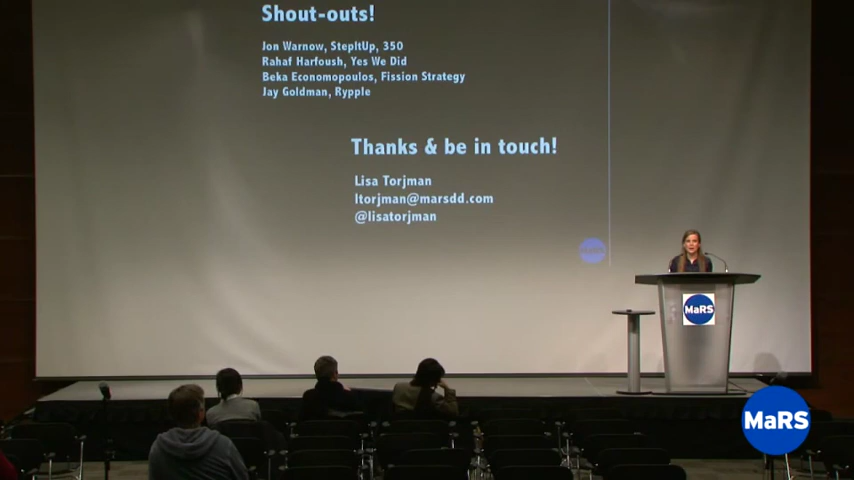 Shout-outs!
Jon Warnow, StepItUp, 350
Rahaf Harfoush, Yes We Did
Beka Economopoulos, Fission Strategy
Jay Goldman, Rypple
Thanks & be in touch!
Lisa Torjman
ltorjman@marsdd.com
@lisatorjman
MaRS
MaRS
MaRS